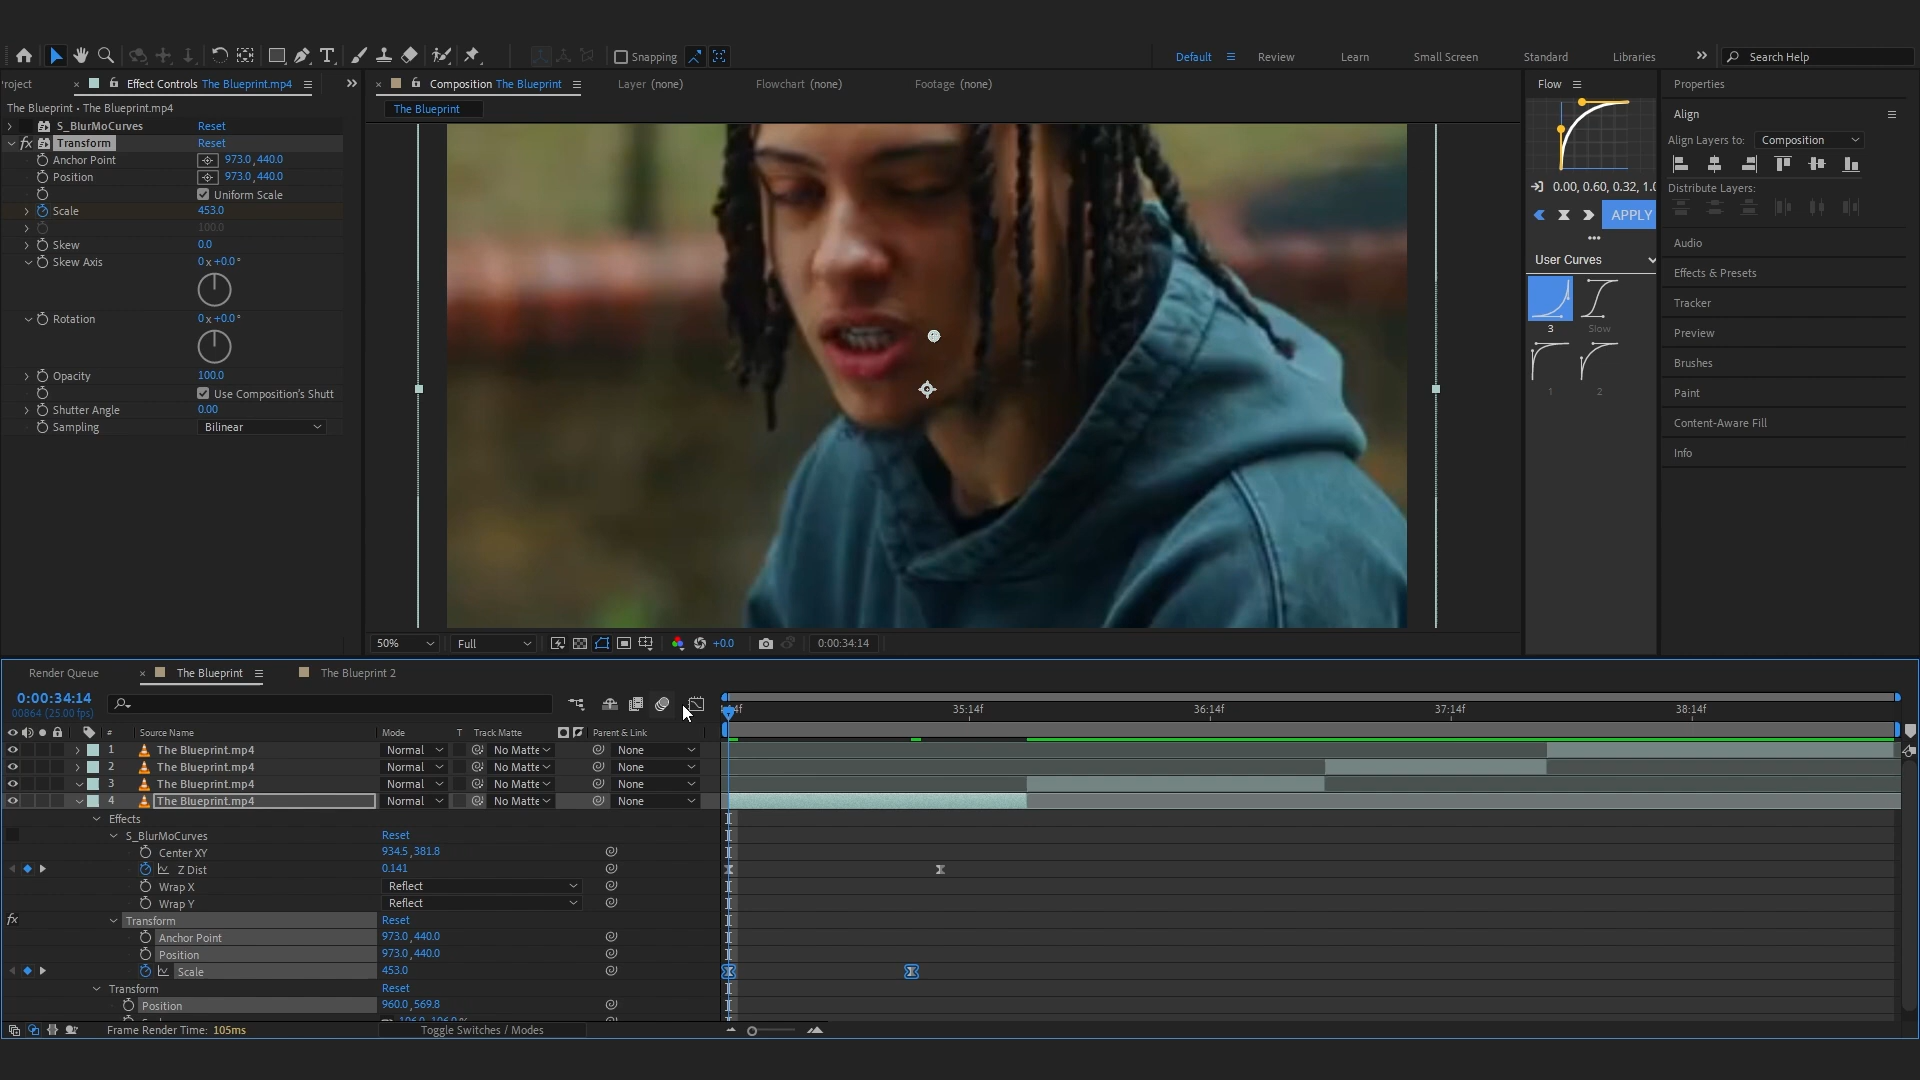 Snapping
Default
Review
Learn
Small Screen
Standard
Libraries
Search Help
roject
Effect Controls The Blueprint.mp4
Composition The Blueprint
Layer (none)
Flowchart (none)
Footage (none)
Flow
Properties
The Blueprint • The Blueprint.mp4
The Blueprint
Align
S_BlurMoCurves Reset
fx Transform Reset
Align Layers to: Composition
Anchor Point 973.0,440.0
Position 973.0,440.0
Uniform Scale
0.00, 0.60, 0.32, 1.0
Distribute Layers:
Scale 453.0
APPLY
100.0
Skew 0.0
Audio
Skew Axis 0x+0.0°
User Curves
Effects & Presets
Tracker
Rotation 0x+0.0°
3
Slow
Preview
Brushes
Opacity 100.0
1
2
Paint
Use Composition's Shutt
Shutter Angle 0.00
Content-Aware Fill
Sampling Bilinear
Info
50%
Full
+0.0
0:00:34:14
Render Queue
The Blueprint
The Blueprint 2
0:00:34:14
00864 (25.00 fps)
35:14f
36:14f
37:14f
38:14f
# Source Name Mode T Track Matte Parent & Link
1 The Blueprint.mp4 Normal No Matte None
2 The Blueprint.mp4 Normal No Matte None
3 The Blueprint.mp4 Normal No Matte None
4 The Blueprint.mp4 Normal No Matte None
Effects
S_BlurMoCurves Reset
Center XY 934.5,381.8
Z Dist 0.141
Wrap X Reflect
Wrap Y Reflect
fx Transform Reset
Anchor Point 973.0,440.0
Position 973.0,440.0
Scale 453.0
Transform Reset
Position 960.0,569.8
Frame Render Time: 105ms
Toggle Switches / Modes